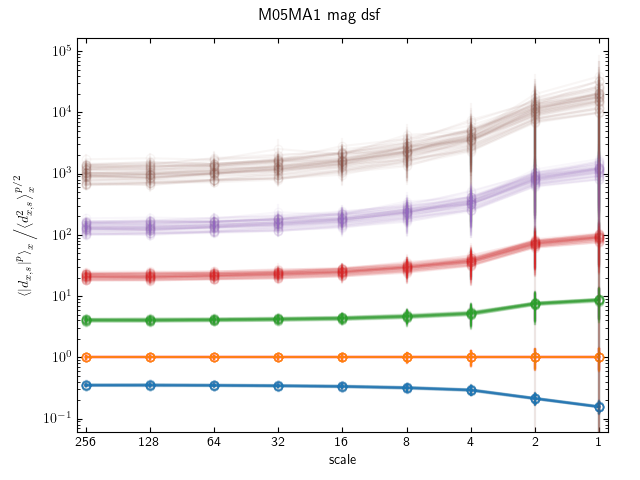 M05MA1 mag dsf
⟨|d_{x,s}|^p⟩_x / ⟨d^2_{x,s}⟩_x^{p/2}
10^5
10^4
10^3
10^2
10^1
10^0
10^{-1}
256 128 64 32 16 8 4 2 1
scale